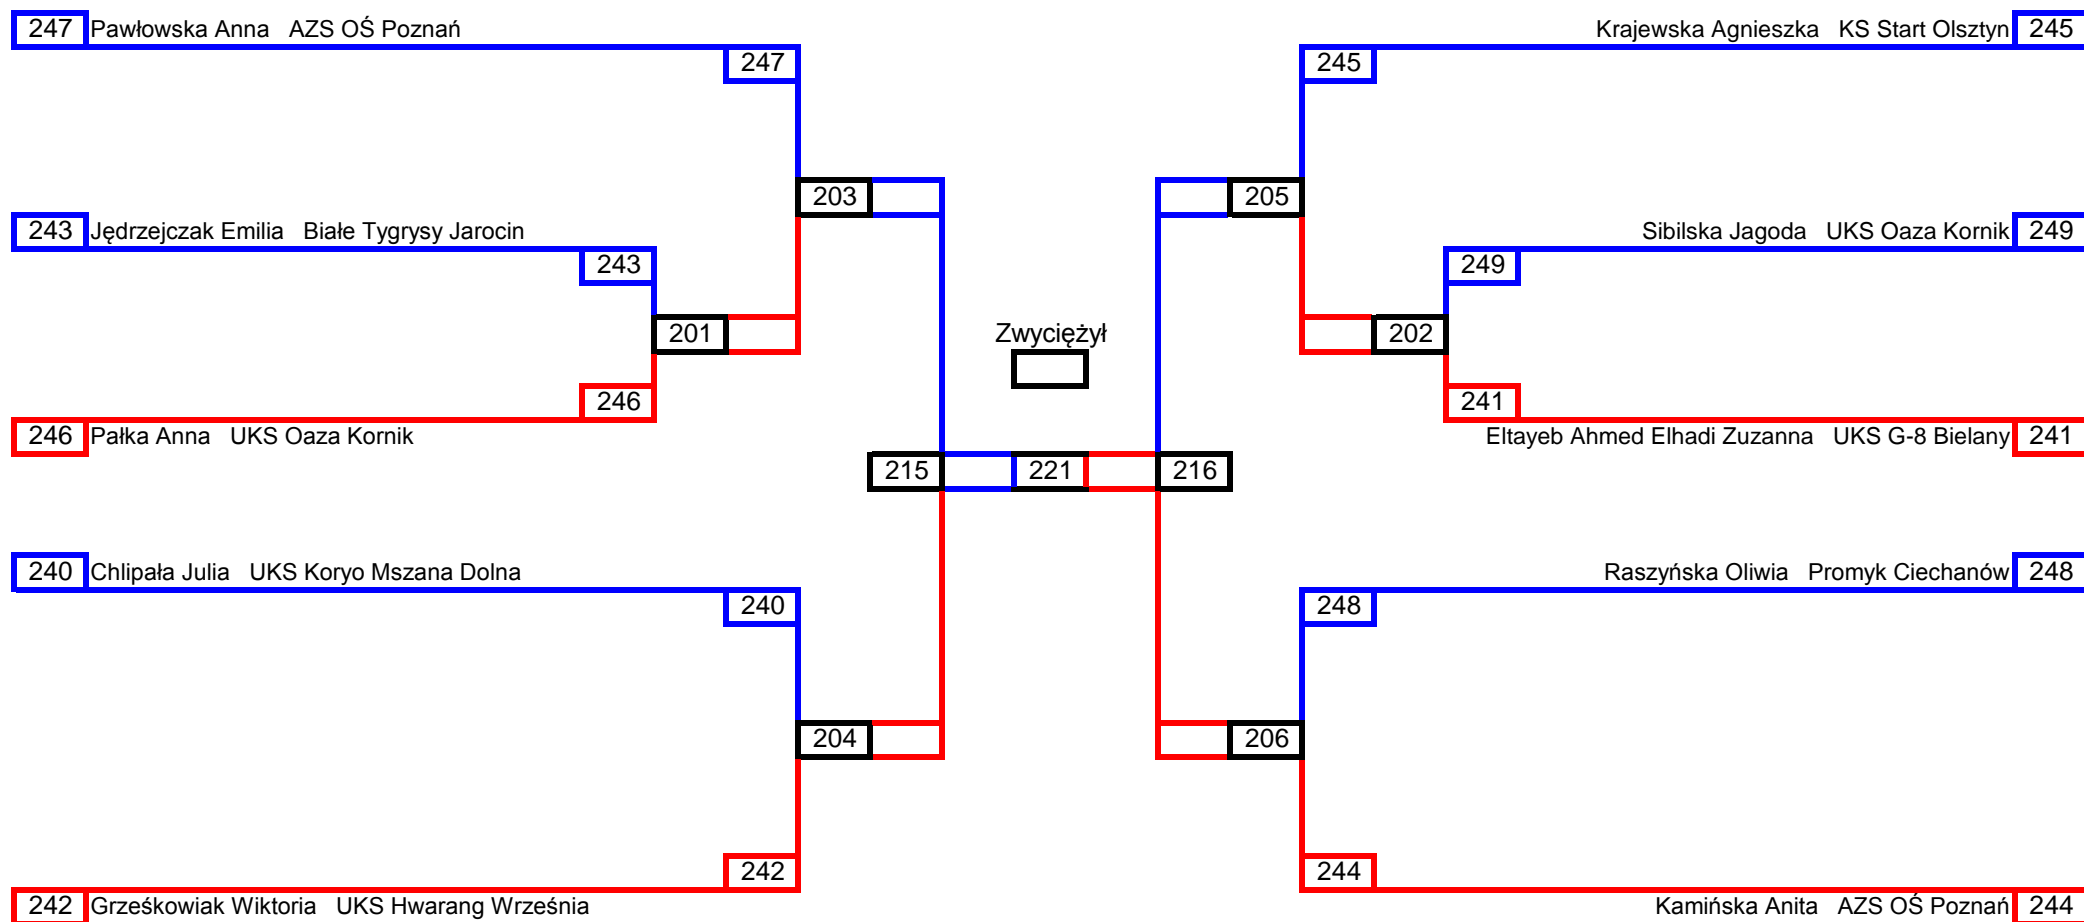 247 Pawłowska Anna AZS OŚ Poznań
Krajewska Agnieszka KS Start Olsztyn 245
247
245
203
205
243 Jędrzejczak Emilia Białe Tygrysy Jarocin
Sibilska Jagoda UKS Oaza Kornik 249
243
249
201
Zwyciężył
202
246
241
246 Pałka Anna UKS Oaza Kornik
Eltayeb Ahmed Elhadi Zuzanna UKS G-8 Bielany 241
215
221
216
240 Chlipała Julia UKS Koryo Mszana Dolna
Raszyńska Oliwia Promyk Ciechanów 248
240
248
204
206
242
244
242 Grześkowiak Wiktoria UKS Hwarang Września
Kamińska Anita AZS OŚ Poznań 244